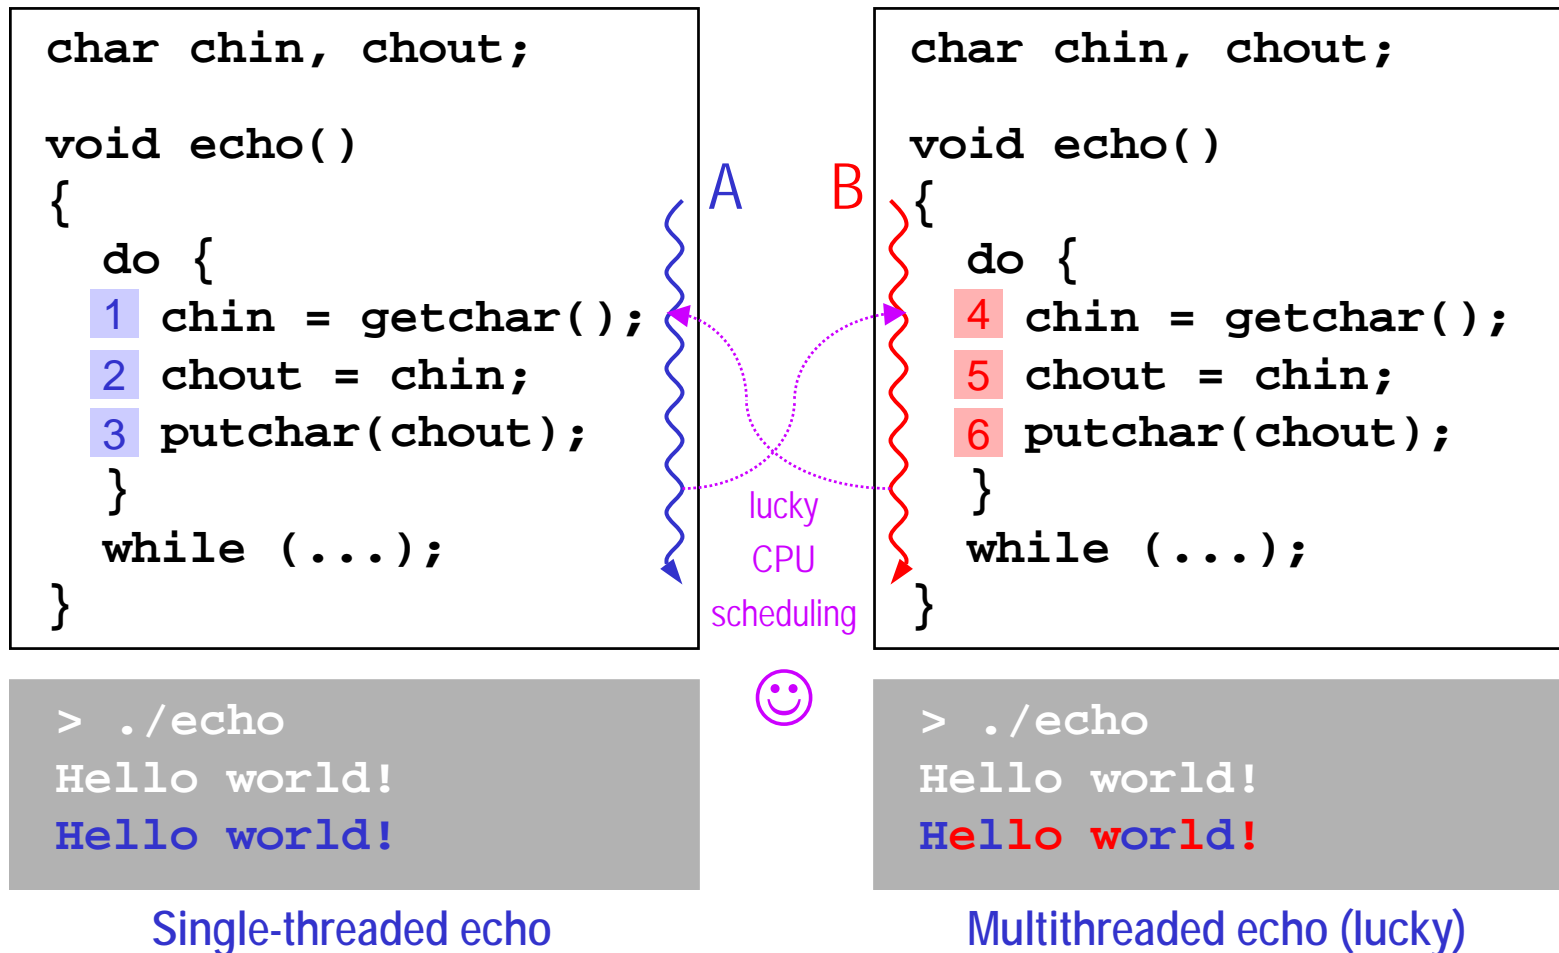 char chin, chout;
void echo()
{
do {
1 chin = getchar();
2 chout = chin;
3 putchar(chout);
}
while (...);
}
A
B
lucky
CPU
scheduling
char chin, chout;
void echo()
{
do {
4 chin = getchar();
5 chout = chin;
6 putchar(chout);
}
while (...);
}
> ./echo
Hello world!
Hello world!
Single-threaded echo
> ./echo
Hello world!
Hello world!
Multithreaded echo (lucky)